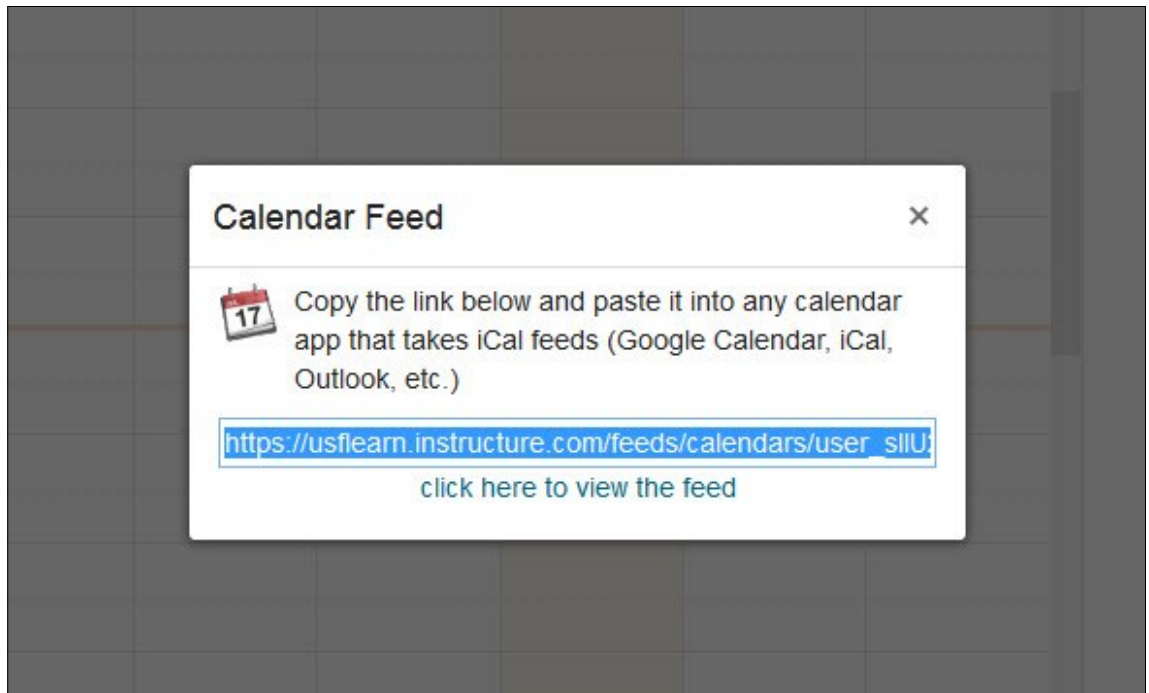 Calendar Feed
×
17
Copy the link below and paste it into any calendar
app that takes iCal feeds (Google Calendar, iCal,
Outlook, etc.)
https://usflearn.instructure.com/feeds/calendars/user_sllU
click here to view the feed